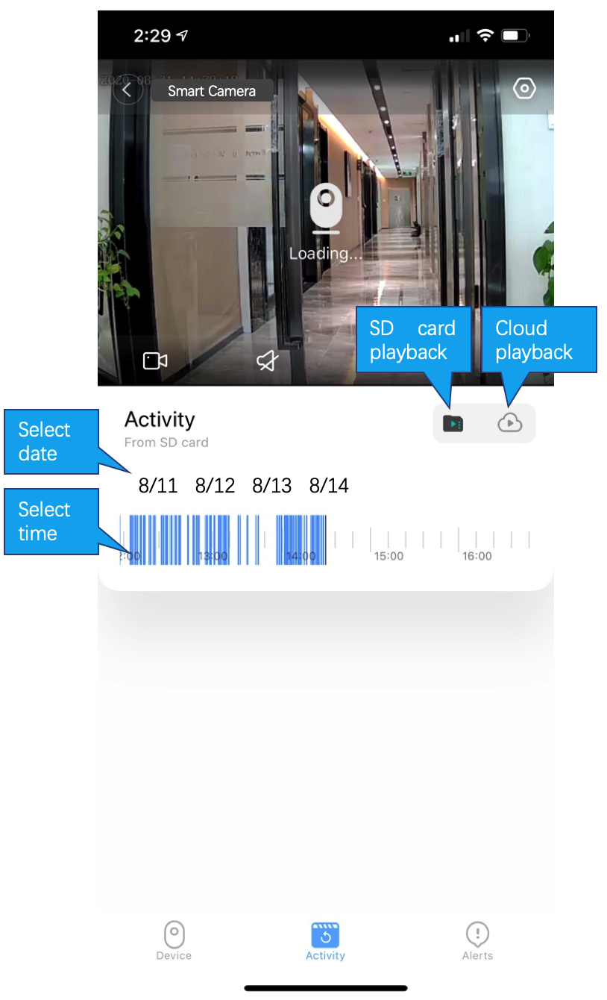 2:29
Smart Camera
Loading...
SD card
playback
Cloud
playback
Activity
From SD card
Select
date
8/11 8/12 8/13 8/14
Select
time
2:00 13:00 14:00 15:00 16:00
Device
Activity
Alerts